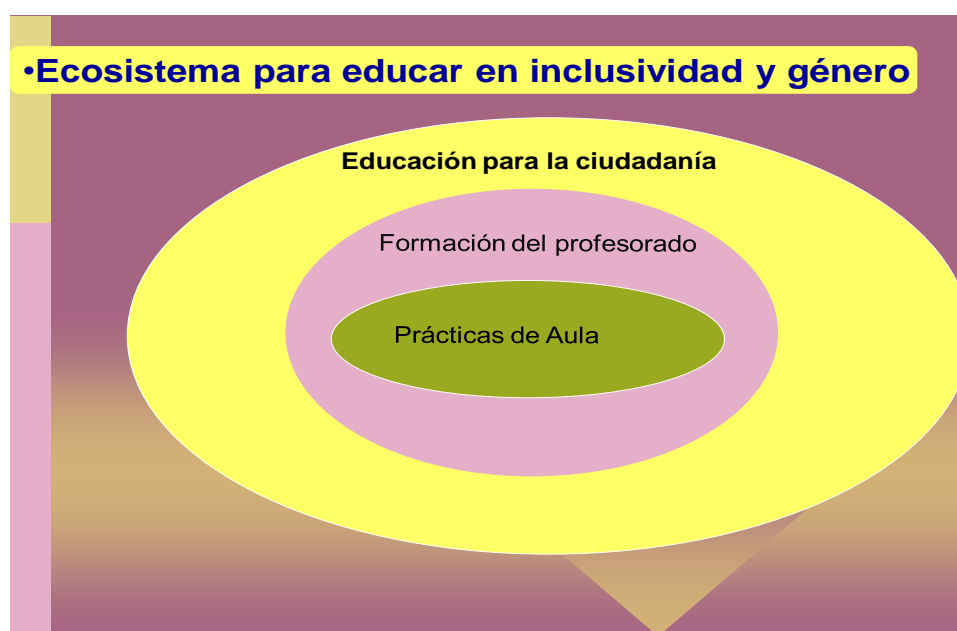 •Ecosistema para educar en inclusividad y género
Educación para la ciudadanía
Formación del profesorado
Prácticas de Aula